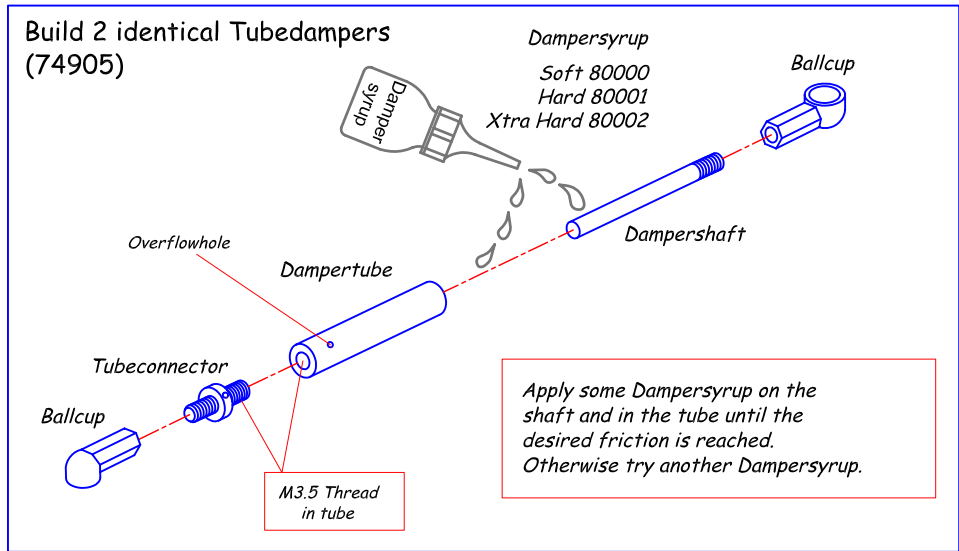 Build 2 identical Tubedampers
(74905)
Dampersyrup
Soft 80000
Hard 80001
Xtra Hard 80002
Ballcup
Damper
syrup
Dampershaft
Overflowhole
Dampertube
Tubeconnector
Ballcup
M3.5 Thread
in tube
Apply some Dampersyrup on the
shaft and in the tube until the
desired friction is reached.
Otherwise try another Dampersyrup.